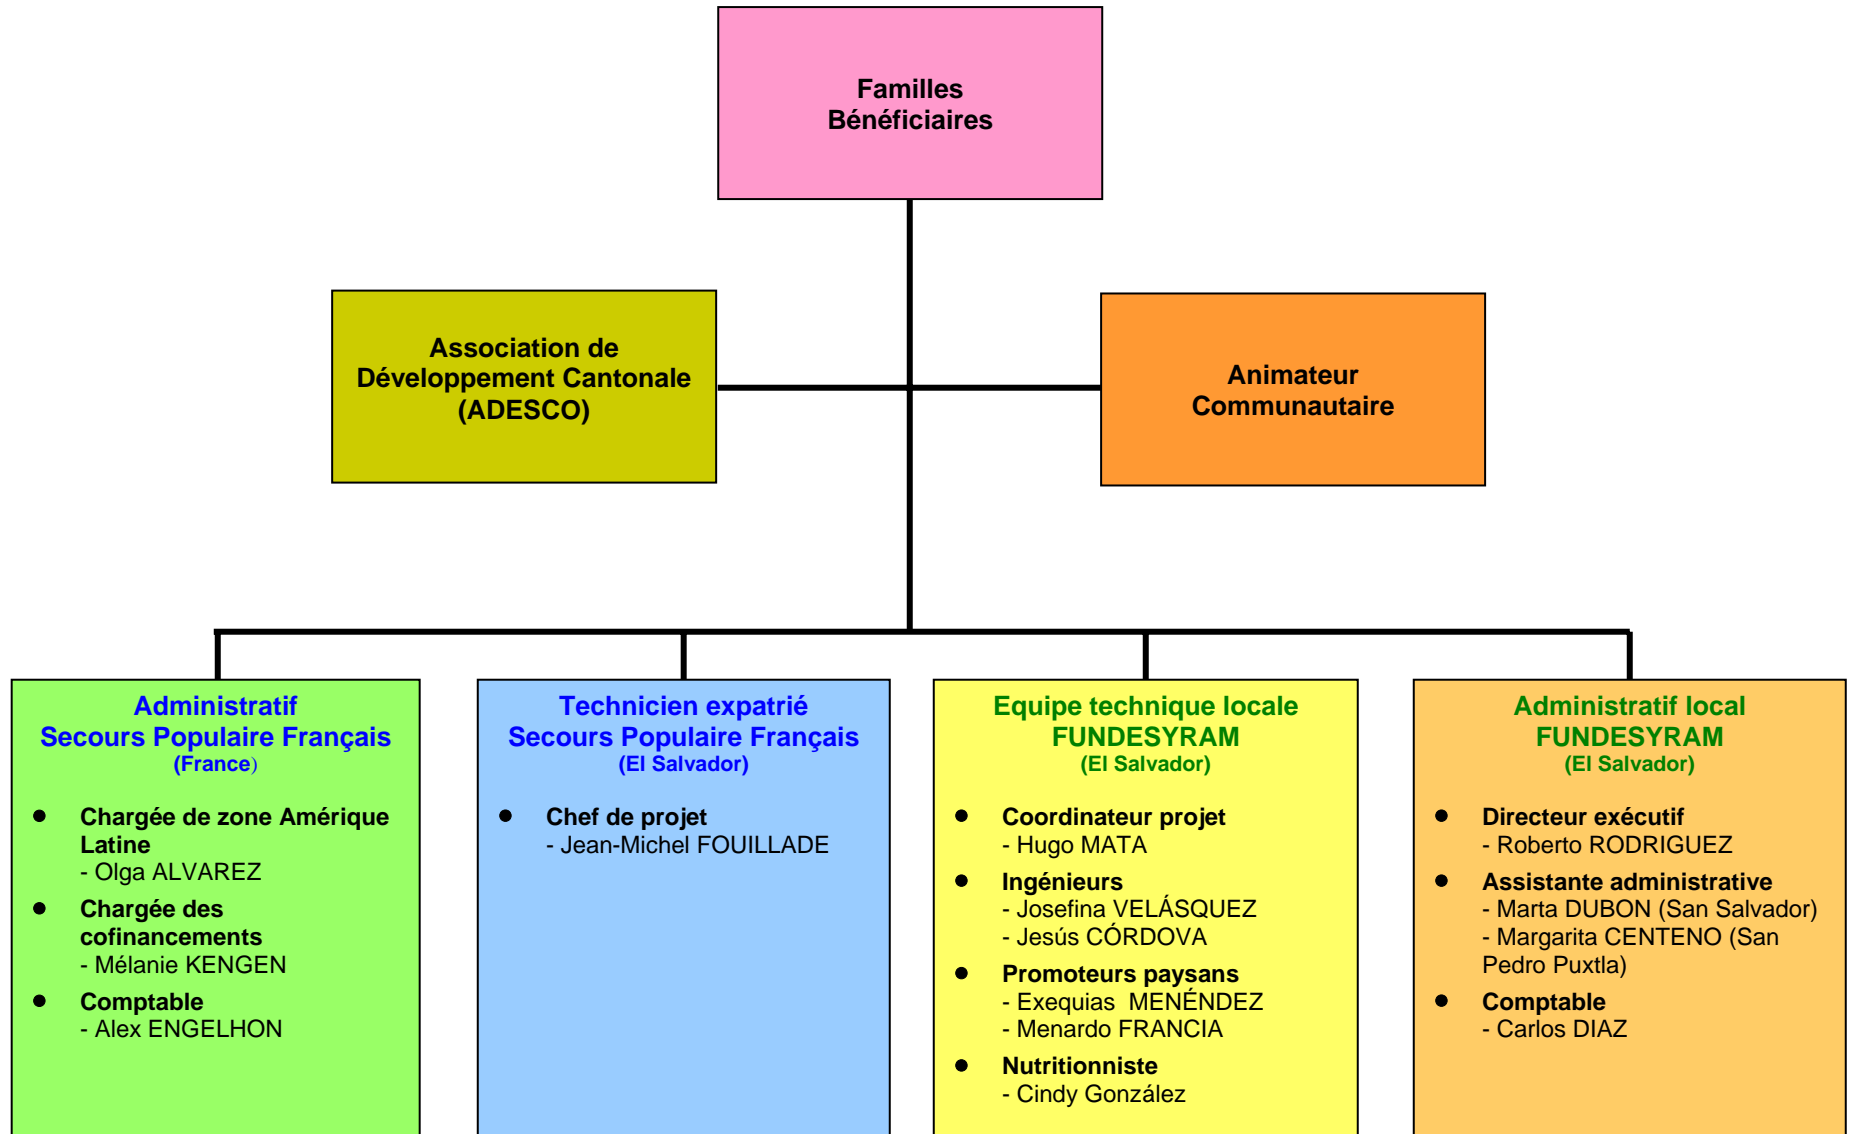 Familles
Bénéficiaires
Association de
Développement Cantonale
(ADESCO)
Animateur
Communautaire
Administratif
Secours Populaire Français
(France)
● Chargée de zone Amérique
Latine
- Olga ALVAREZ
● Chargée des
cofinancements
- Mélanie KENGEN
● Comptable
- Alex ENGELHON
Technicien expatrié
Secours Populaire Français
(El Salvador)
● Chef de projet
- Jean-Michel FOUILLADE
Equipe technique locale
FUNDESYRAM
(El Salvador)
● Coordinateur projet
- Hugo MATA
● Ingénieurs
- Josefina VELÁSQUEZ
- Jesús CÓRDOVA
● Promoteurs paysans
- Exequias  MENÉNDEZ
- Menardo FRANCIA
● Nutritionniste
- Cindy González
Administratif local
FUNDESYRAM
(El Salvador)
● Directeur exécutif
- Roberto RODRIGUEZ
● Assistante administrative
- Marta DUBON (San Salvador)
- Margarita CENTENO (San
Pedro Puxtla)
● Comptable
- Carlos DIAZ